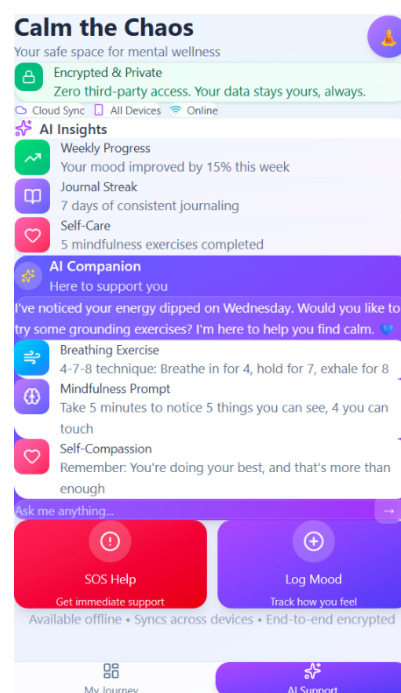 Calm the Chaos
Your safe space for mental wellness
Encrypted & Private
Zero third-party access. Your data stays yours, always.
Cloud Sync All Devices Online
AI Insights
Weekly Progress
Your mood improved by 15% this week
Journal Streak
7 days of consistent journaling
Self-Care
5 mindfulness exercises completed
AI Companion
Here to support you
I've noticed your energy dipped on Wednesday. Would you like to
try some grounding exercises? I'm here to help you find calm. 💙
Breathing Exercise
4-7-8 technique: Breathe in for 4, hold for 7, exhale for 8
Mindfulness Prompt
Take 5 minutes to notice 5 things you can see, 4 you can
touch
Self-Compassion
Remember: You're doing your best, and that's more than
enough
Ask me anything... →
SOS Help
Get immediate support
Log Mood
Track how you feel
Available offline • Syncs across devices • End-to-end encrypted
My Journey
AI Support